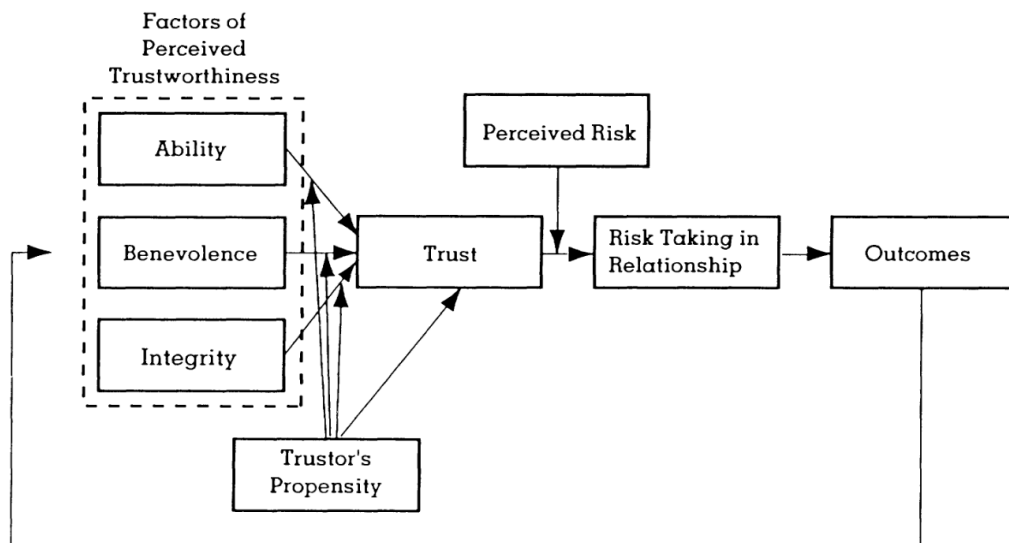 Factors of
Perceived
Trustworthiness
Ability
Benevolence
Integrity
Trustor's
Propensity
Trust
Perceived Risk
Risk Taking in
Relationship
Outcomes